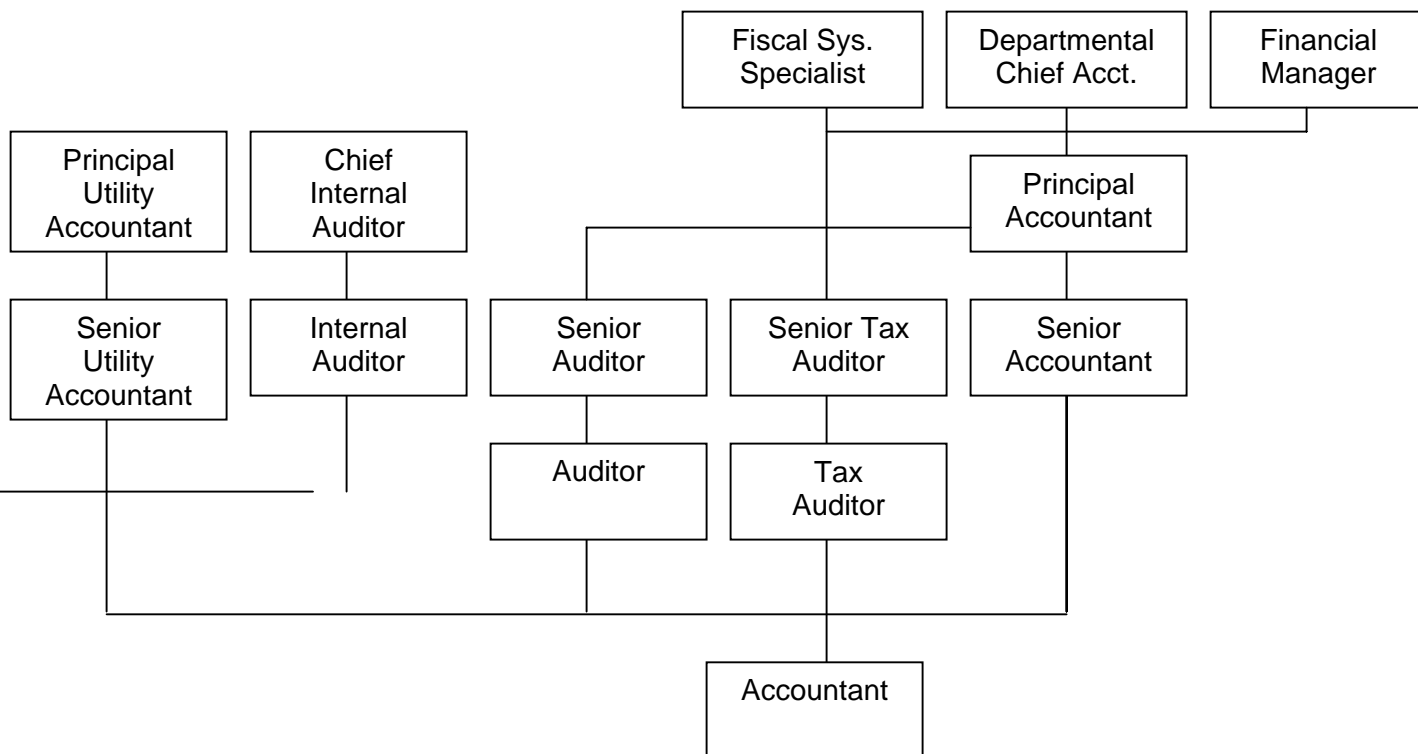 Fiscal Sys.
Specialist
Departmental
Chief Acct.
Financial
Manager
Principal
Utility
Accountant
Chief
Internal
Auditor
Principal
Accountant
Senior
Utility
Accountant
Internal
Auditor
Senior
Auditor
Senior Tax
Auditor
Senior
Accountant
Auditor
Tax
Auditor
Accountant